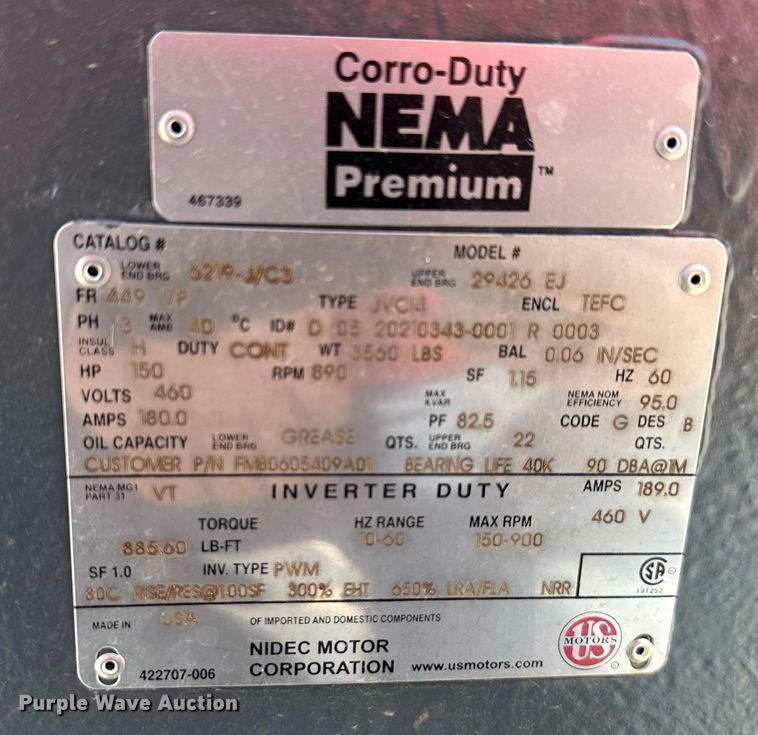 Corro-Duty
NEMA
Premium™
467339
CATALOG # MODEL #
LOWER END BRG 6219-J/C3 UPPER END BRG 29426 EJ
FR 449 VP TYPE JVCI4 ENCL TEFC
PH 3 MAX AMB 40 °C ID# D 05 20210343-0001 R 0003
INSUL CLASS H DUTY CONT WT 3560 LBS BAL 0.06 IN/SEC
HP 150 RPM 890 SF 1.15 HZ 60
VOLTS 460 MAX KVAR NEMA NOM EFFICIENCY 95.0
AMPS 180.0 PF 82.5 CODE G DES B
OIL CAPACITY LOWER END BRG GREASE QTS. UPPER END BRG 22 QTS.
CUSTOMER P/N FM80605409A01 BEARING LIFE 40K 90 DBA@1M
NEMA MG1 PART 31 VT INVERTER DUTY AMPS 189.0
TORQUE HZ RANGE MAX RPM 460 V
885.60 LB-FT 10-60 150-900
SF 1.0 INV. TYPE PWM
80C RISE/RES@1.00SF 300% EHT 650% LRA/FLA NRR
SA
191252
MADE IN USA OF IMPORTED AND DOMESTIC COMPONENTS
NIDEC MOTOR
422707-006 CORPORATION www.usmotors.com
US MOTORS
Purple Wave Auction